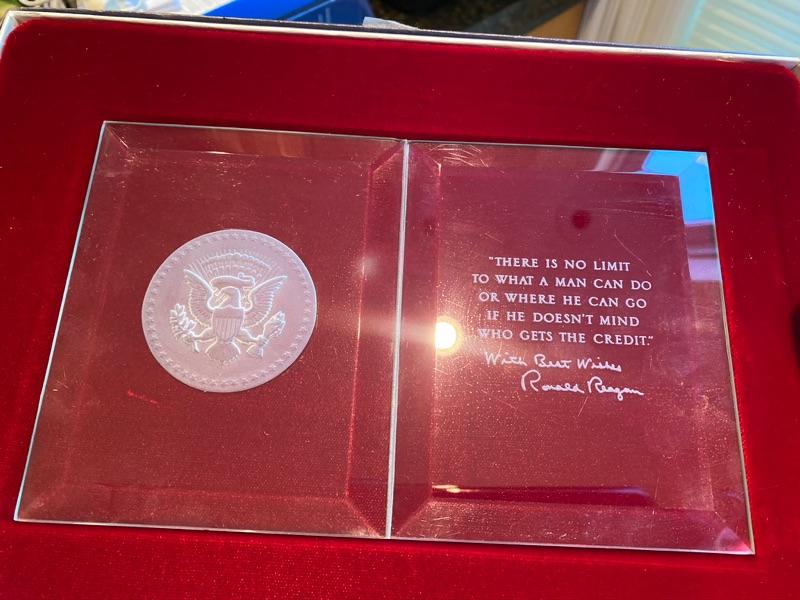 "THERE IS NO LIMIT
TO WHAT A MAN CAN DO
OR WHERE HE CAN GO
IF HE DOESN'T MIND
WHO GETS THE CREDIT."
With Best Wishes
Ronald Reagan